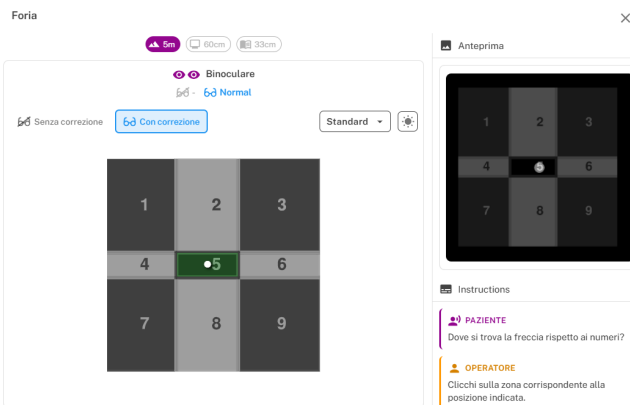 Foria
5m 60cm 33cm
Binoculare
- Normal
Senza correzione Con correzione Standard
1 2 3
4 5 6
7 8 9
Anteprima
1 2 3
4 5 6
7 8 9
Instructions
PAZIENTE
Dove si trova la freccia rispetto ai numeri?
OPERATORE
Clicchi sulla zona corrispondente alla
posizione indicata.